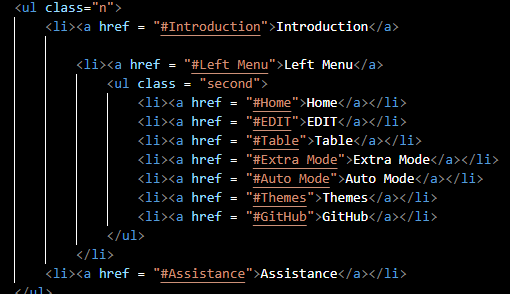 <ul class="n">
<li><a href = "#Introduction">Introduction</a>
<li><a href = "#Left Menu">Left Menu</a>
<ul class = "second">
<li><a href = "#Home">Home</a></li>
<li><a href = "#EDIT">EDIT</a></li>
<li><a href = "#Table">Table</a></li>
<li><a href = "#Extra Mode">Extra Mode</a></li>
<li><a href = "#Auto Mode">Auto Mode</a></li>
<li><a href = "#Themes">Themes</a></li>
<li><a href = "#GitHub">GitHub</a></li>
</ul>
</li>
<li><a href = "#Assistance">Assistance</a></li>
</ul>